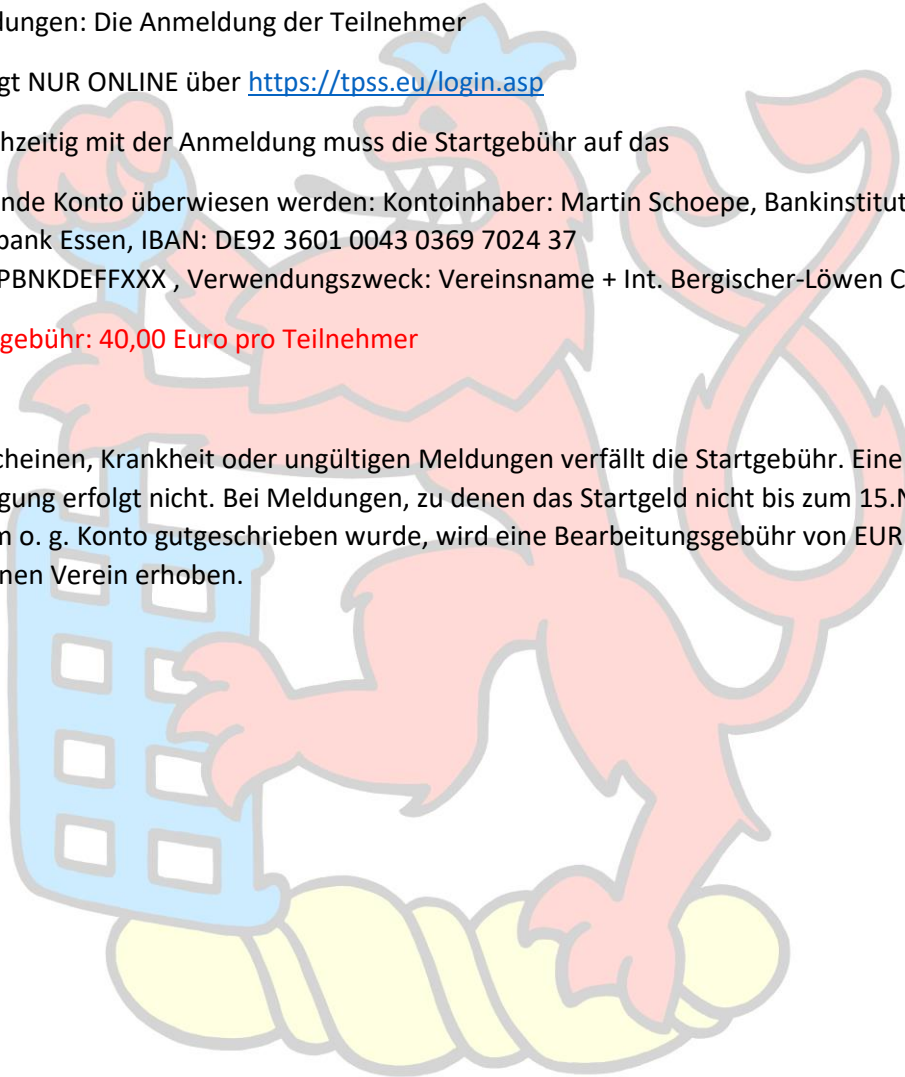 dungen: Die Anmeldung der Teilnehmer
gt NUR ONLINE über https://tpss.eu/login.asp
hzeitig mit der Anmeldung muss die Startgebühr auf das
nde Konto überwiesen werden: Kontoinhaber: Martin Schoepe, Bankinstitut
bank Essen, IBAN: DE92 3601 0043 0369 7024 37
PBNKDEFFXXX , Verwendungszweck: Vereinsname + Int. Bergischer-Löwen C
gebühr: 40,00 Euro pro Teilnehmer
cheinen, Krankheit oder ungültigen Meldungen verfällt die Startgebühr. Eine
gung erfolgt nicht. Bei Meldungen, zu denen das Startgeld nicht bis zum 15.N
m o. g. Konto gutgeschrieben wurde, wird eine Bearbeitungsgebühr von EUR
nen Verein erhoben.